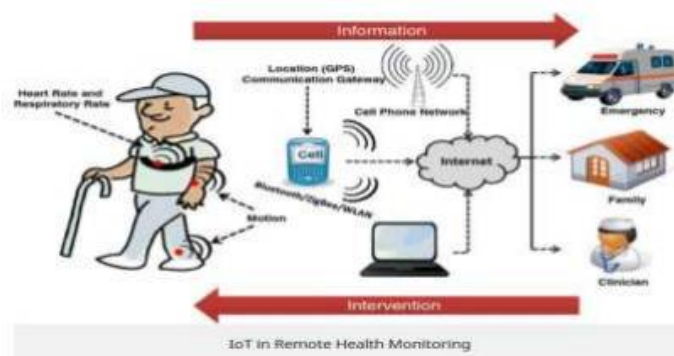 Information
Location (GPS)
Communication Gateway
Heart Rate and
Respiratory Rate
Cell Phone Network
Emergency
Cell
Internet
Bluetooth/ZigBee/WLAN
Motion
Family
Clinician
Intervention
IoT in Remote Health Monitoring